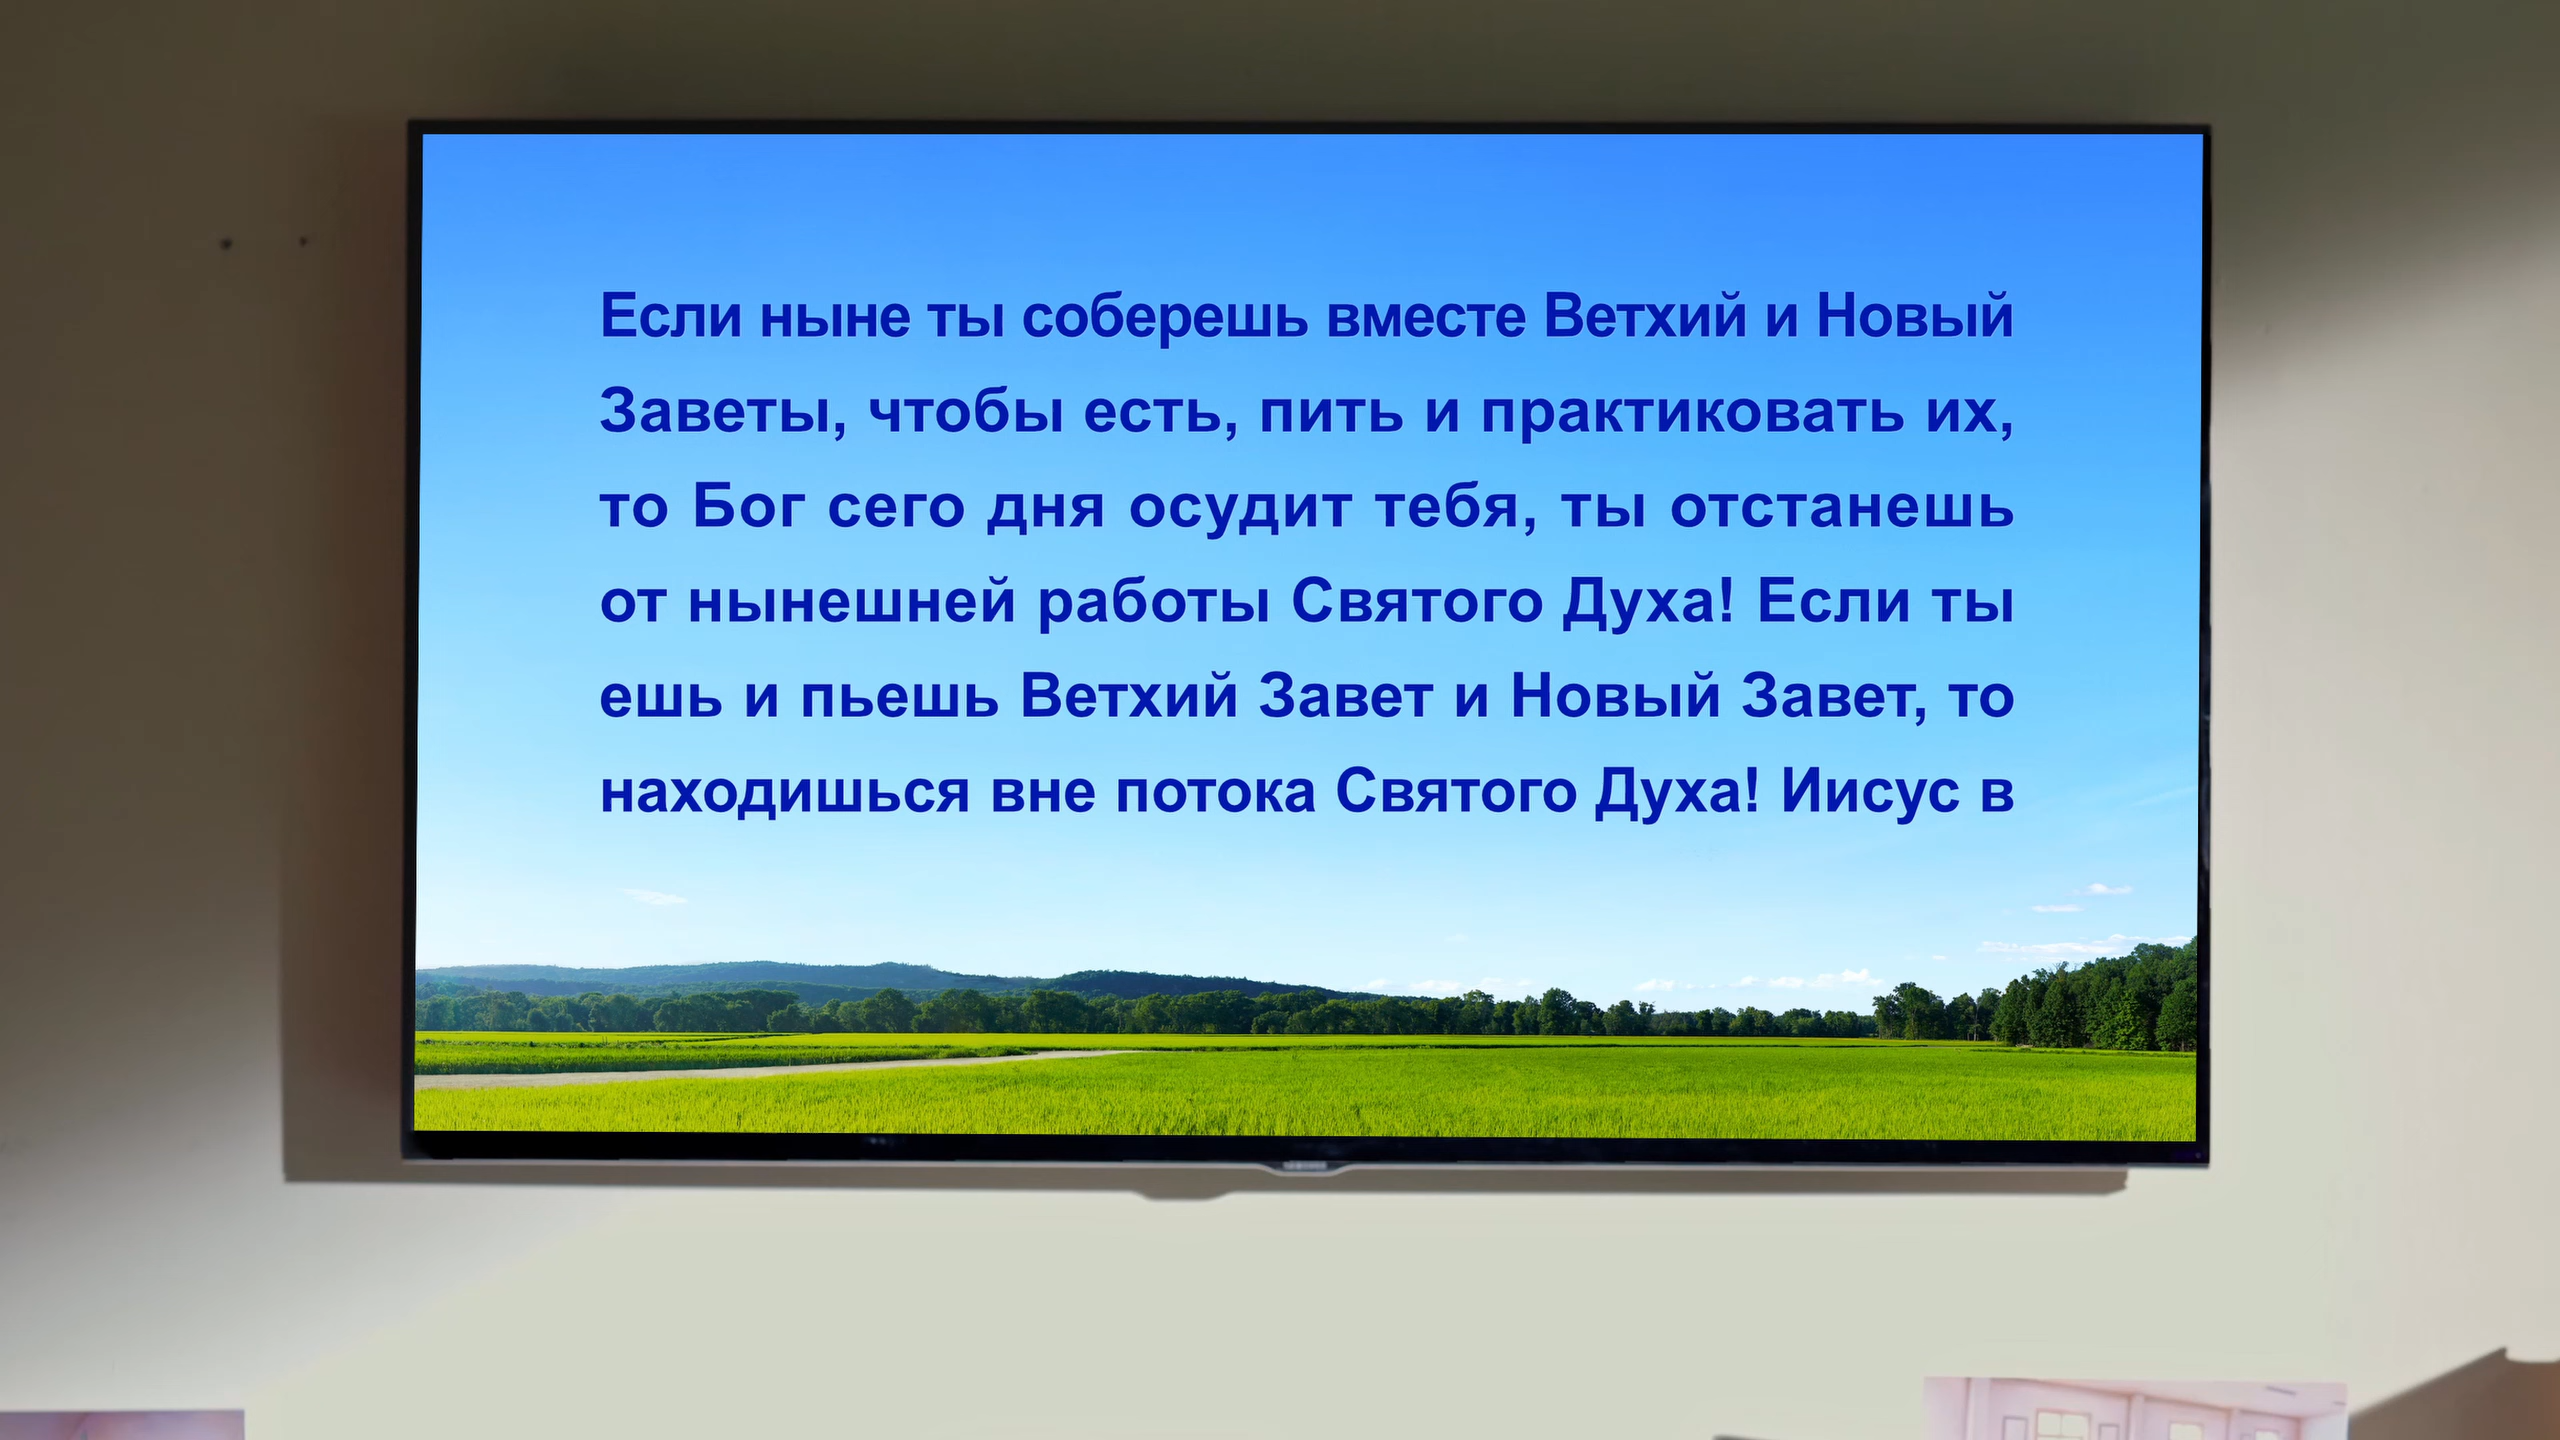 Если ныне ты соберешь вместе Ветхий и Новый
Заветы, чтобы есть, пить и практиковать их,
то Бог сего дня осудит тебя, ты отстанешь
от нынешней работы Святого Духа! Если ты
ешь и пьешь Ветхий Завет и Новый Завет, то
находишься вне потока Святого Духа! Иисус в